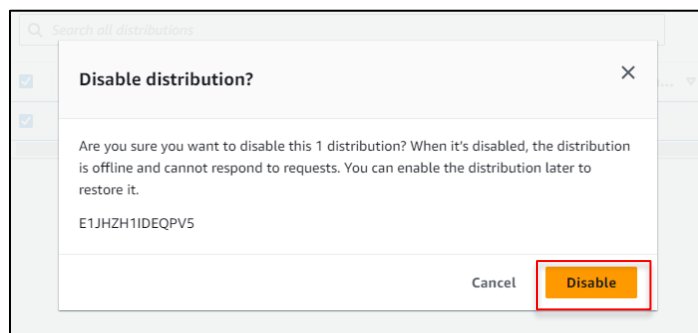 Search all distributions
Disable distribution?
i...
Are you sure you want to disable this 1 distribution? When it's disabled, the distribution
is offline and cannot respond to requests. You can enable the distribution later to
restore it.
E1JHZH1IDEQPV5
Cancel
Disable